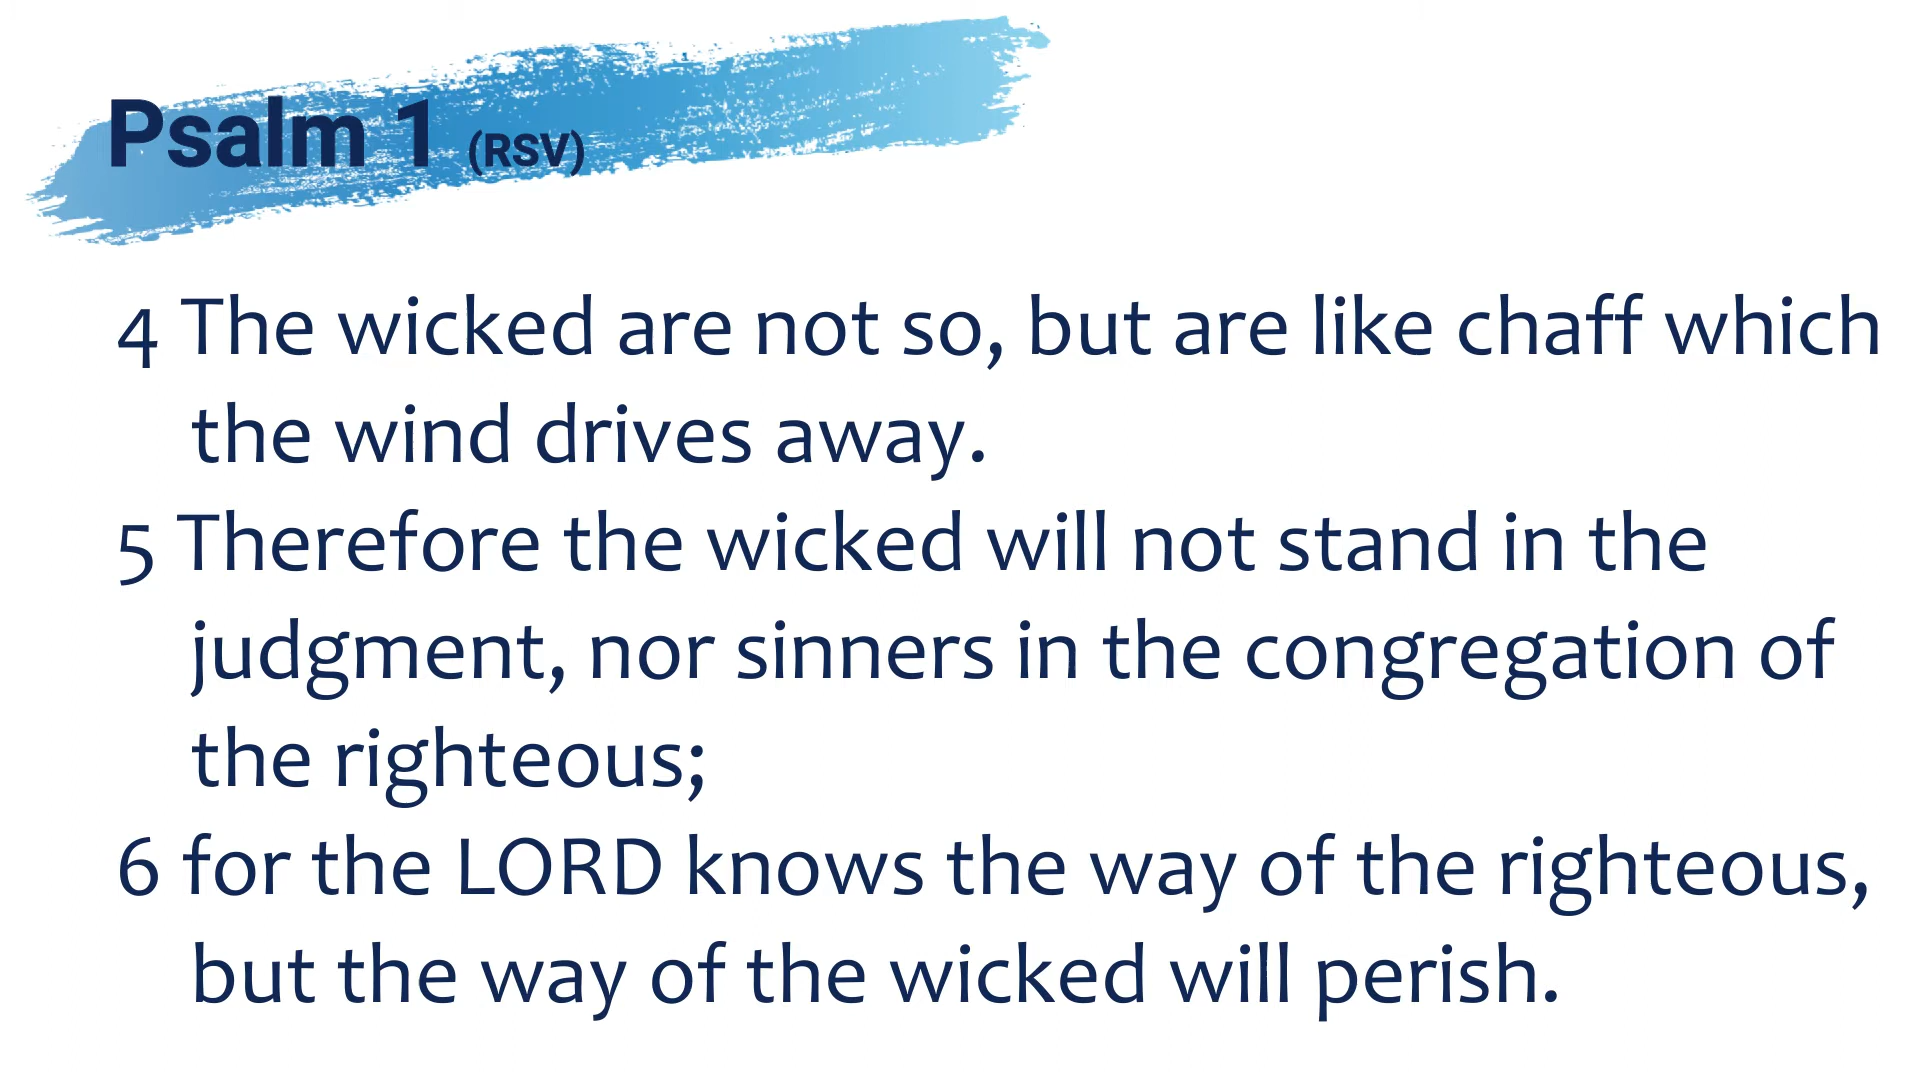 Psalm 1 (RSV)
4 The wicked are not so, but are like chaff which
the wind drives away.
5 Therefore the wicked will not stand in the
judgment, nor sinners in the congregation of
the righteous;
6 for the LORD knows the way of the righteous,
but the way of the wicked will perish.